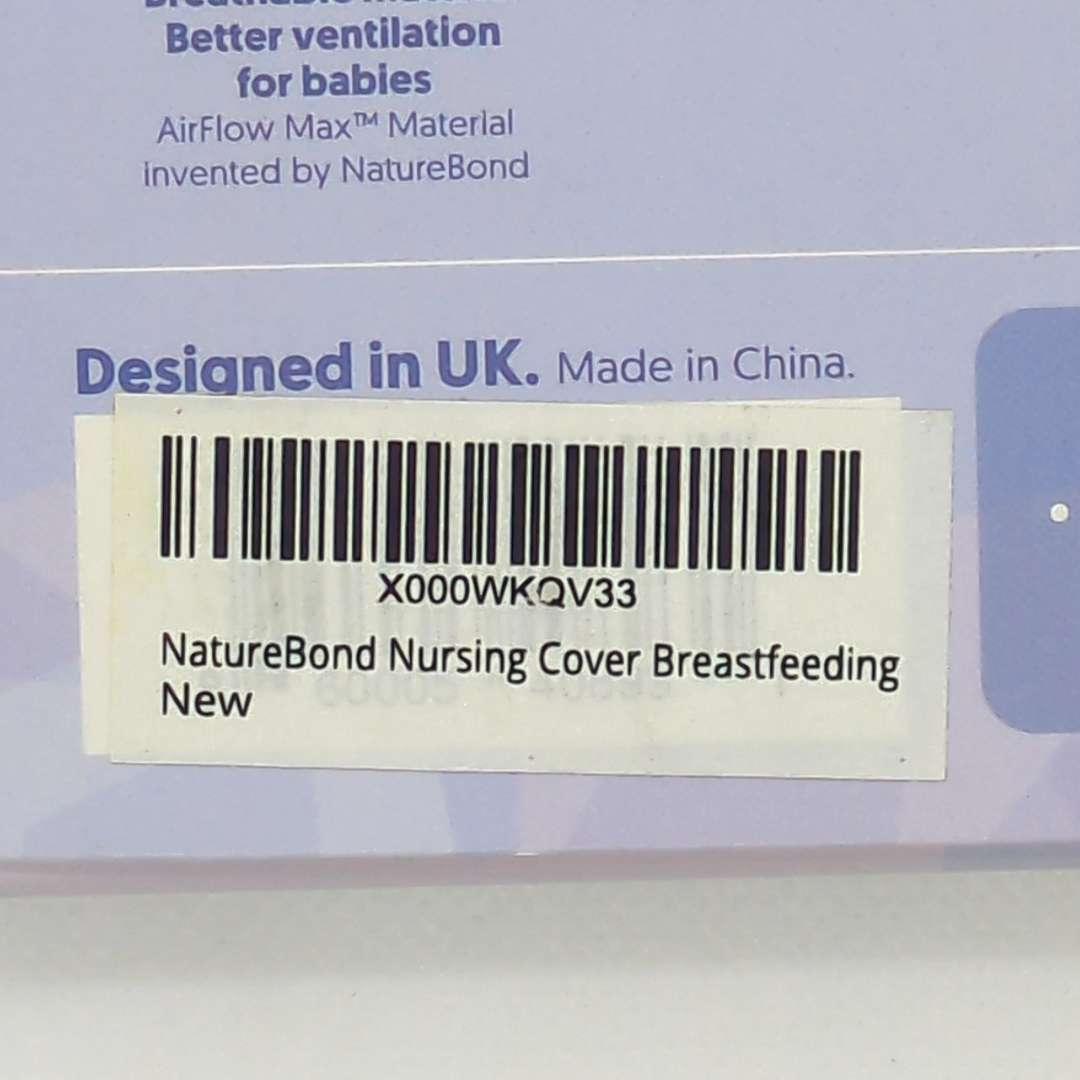 Better ventilation
for babies
AirFlow Max™ Material
invented by NatureBond
Designed in UK. Made in China.
X000WKQV33
NatureBond Nursing Cover Breastfeeding
New